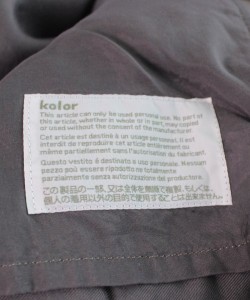 kolor
This article can only be used personal use. No part of
this article, whether in whole or in part, may copied
or used without the consent of the manufacturer.
Cet article est destiné à un usage personnel. Il est
interdit de reproduire cet article entièrement ou
même partiellement sans l'autorisation du fabricant.
Questo vestito è destinato a uso personale. Nessun
pezzo può essere riprodotto nè totalmente
parzialmente senza autorizzazione del produttore.
この製品の一部、又は全体を無断で複製、もしくは、
個人の着用以外の目的で使用することは出来ません。